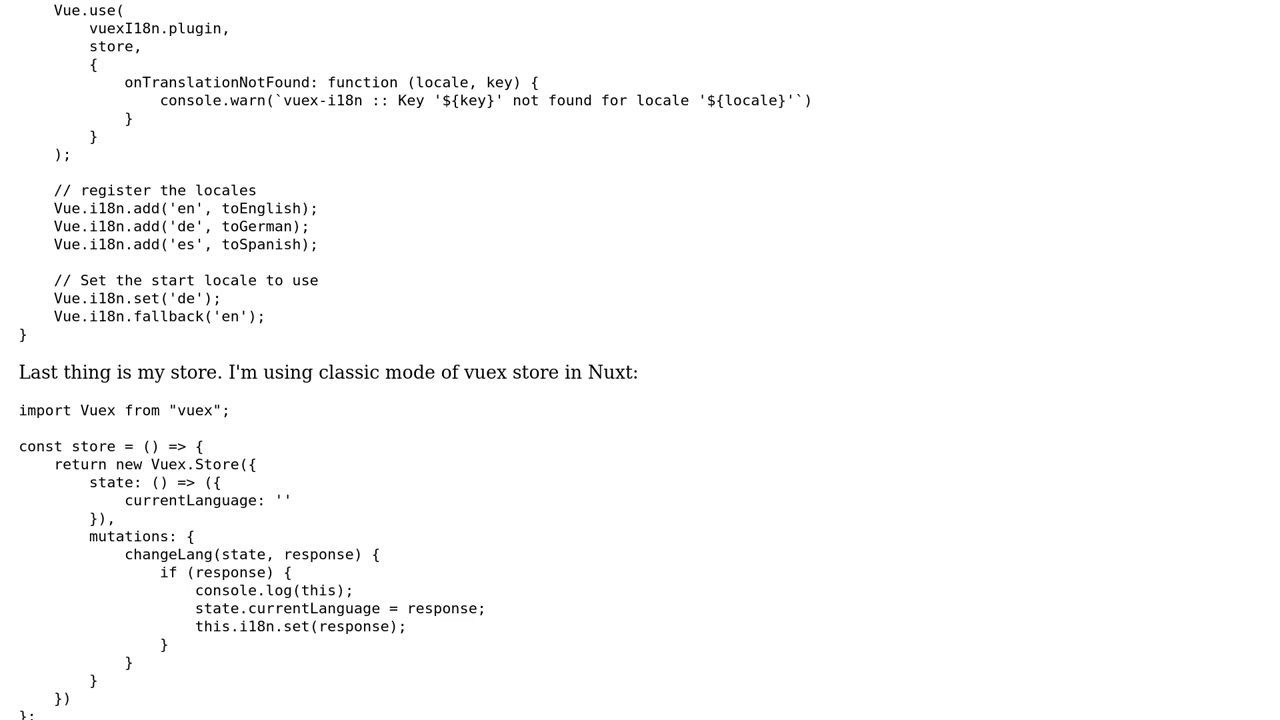 Vue.use(
        vuexI18n.plugin,
        store,
        {
            onTranslationNotFound: function (locale, key) {
                console.warn(`vuex-i18n :: Key '${key}' not found for locale '${locale}'`)
            }
        }
    );

    // register the locales
    Vue.i18n.add('en', toEnglish);
    Vue.i18n.add('de', toGerman);
    Vue.i18n.add('es', toSpanish);

    // Set the start locale to use
    Vue.i18n.set('de');
    Vue.i18n.fallback('en');
}
Last thing is my store. I'm using classic mode of vuex store in Nuxt:
import Vuex from "vuex";

const store = () => {
    return new Vuex.Store({
        state: () => ({
            currentLanguage: ''
        }),
        mutations: {
            changeLang(state, response) {
                if (response) {
                    console.log(this);
                    state.currentLanguage = response;
                    this.i18n.set(response);
                }
            }
        }
    })
};